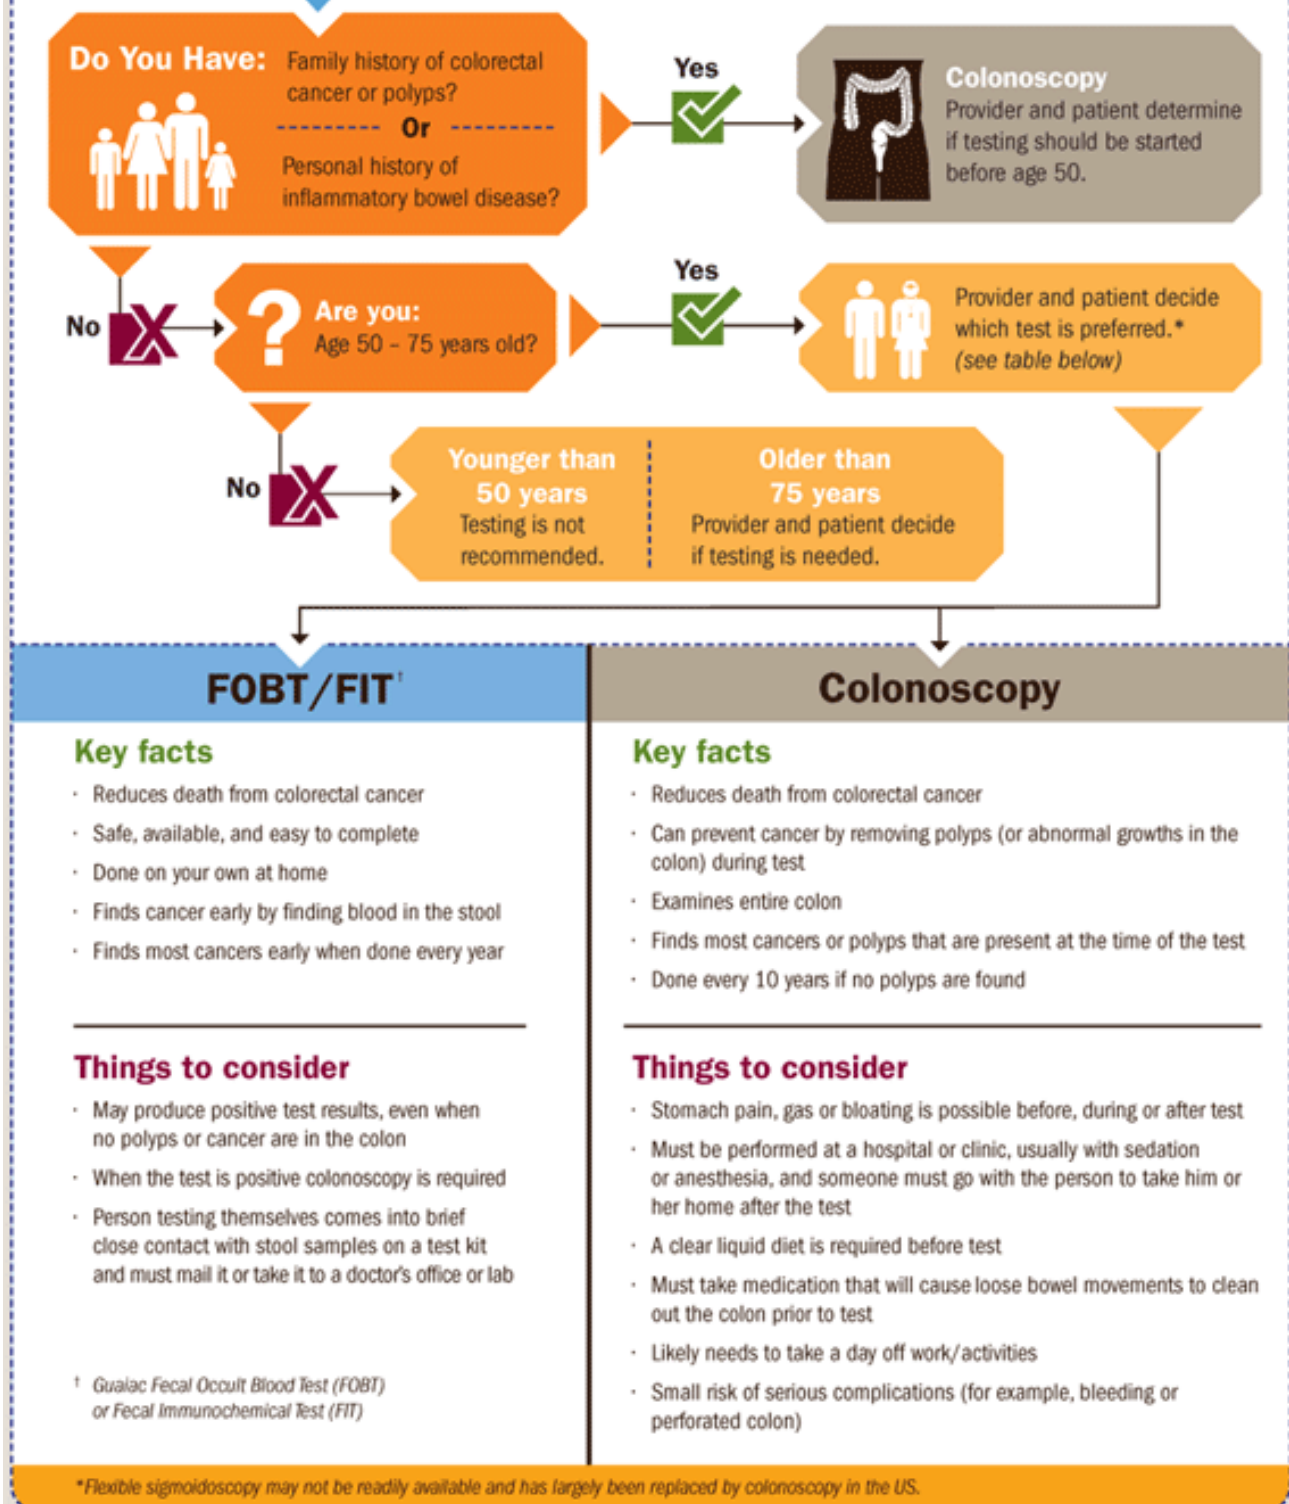 Do You Have:
Family history of colorectal
cancer or polyps?
Or
Personal history of
inflammatory bowel disease?
Yes
Colonoscopy
Provider and patient determine
if testing should be started
before age 50.
No
?
Are you:
Age 50 – 75 years old?
Yes
Provider and patient decide
which test is preferred.*
(see table below)
No
Younger than
50 years
Testing is not
recommended.
Older than
75 years
Provider and patient decide
if testing is needed.
FOBT/FIT†
Key facts
· Reduces death from colorectal cancer
· Safe, available, and easy to complete
· Done on your own at home
· Finds cancer early by finding blood in the stool
· Finds most cancers early when done every year
Things to consider
· May produce positive test results, even when
no polyps or cancer are in the colon
· When the test is positive colonoscopy is required
· Person testing themselves comes into brief
close contact with stool samples on a test kit
and must mail it or take it to a doctor's office or lab
† Guaiac Fecal Occult Blood Test (FOBT)
or Fecal Immunochemical Test (FIT)
Colonoscopy
Key facts
· Reduces death from colorectal cancer
· Can prevent cancer by removing polyps (or abnormal growths in the
colon) during test
· Examines entire colon
· Finds most cancers or polyps that are present at the time of the test
· Done every 10 years if no polyps are found
Things to consider
· Stomach pain, gas or bloating is possible before, during or after test
· Must be performed at a hospital or clinic, usually with sedation
or anesthesia, and someone must go with the person to take him or
her home after the test
· A clear liquid diet is required before test
· Must take medication that will cause loose bowel movements to clean
out the colon prior to test
· Likely needs to take a day off work/activities
· Small risk of serious complications (for example, bleeding or
perforated colon)
*Flexible sigmoidoscopy may not be readily available and has largely been replaced by colonoscopy in the US.